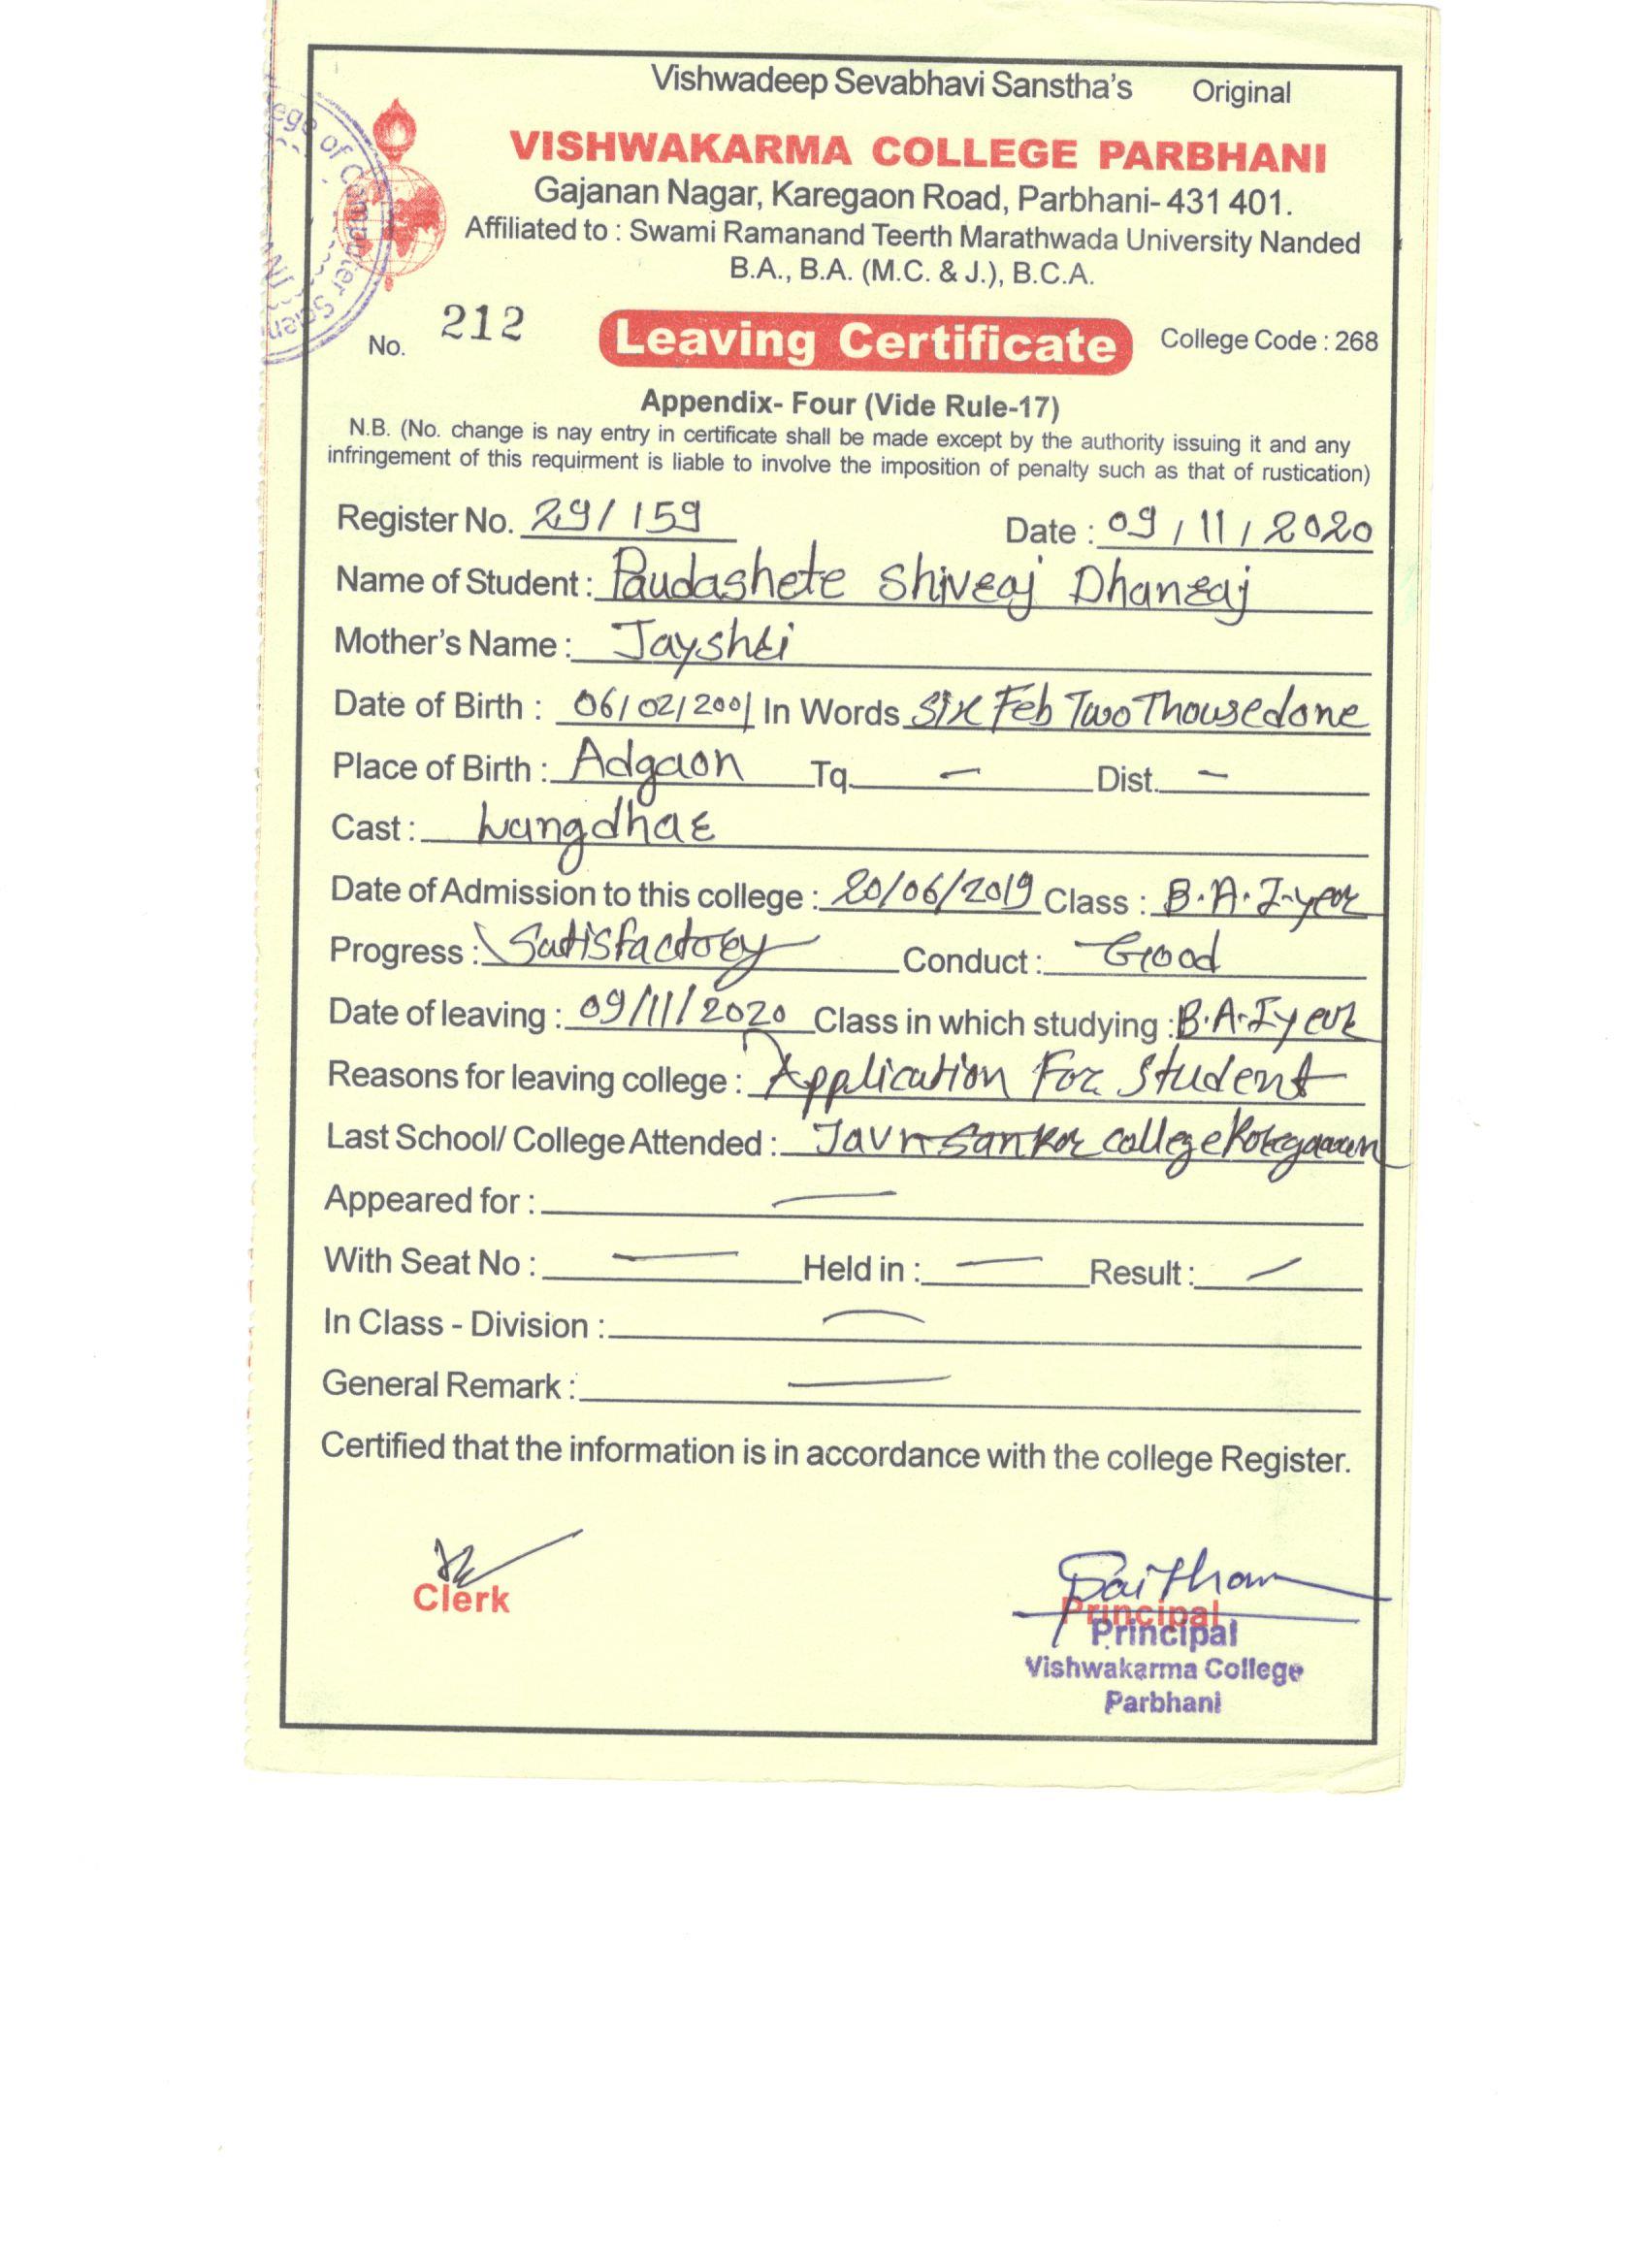 Vishwadeep Sevabhavi Sanstha's Original
VISHWAKARMA COLLEGE PARBHANI
Gajanan Nagar, Karegaon Road, Parbhani- 431 401.
Affiliated to : Swami Ramanand Teerth Marathwada University Nanded
B.A., B.A. (M.C. & J.), B.C.A.
No. 212 Leaving Certificate College Code : 268
Appendix- Four (Vide Rule-17)
N.B. (No. change is nay entry in certificate shall be made except by the authority issuing it and any
infringement of this requirment is liable to involve the imposition of penalty such as that of rustication)
Register No. 29/159 Date : 09/11/2020
Name of Student : Paudashete Shivraj Dhanraj
Mother's Name : Jayshri
Date of Birth : 06/02/2001 In Words Six Feb Two Thousedone
Place of Birth : Adgaon Tq. – Dist. –
Cast :
Date of Admission to this college : 20/06/2019 Class : B.A.I-year
Progress : Satisfactory Conduct : Good
Date of leaving : 09/11/2020 Class in which studying : B.A.Iyear
Reasons for leaving college : Application For Student
Last School/ College Attended : college
Appeared for : —
With Seat No : — Held in : — Result : —
In Class - Division : —
General Remark : —
Certified that the information is in accordance with the college Register.
Clerk
Principal
Principal
Vishwakarma College
Parbhani
ege of Computer Scien